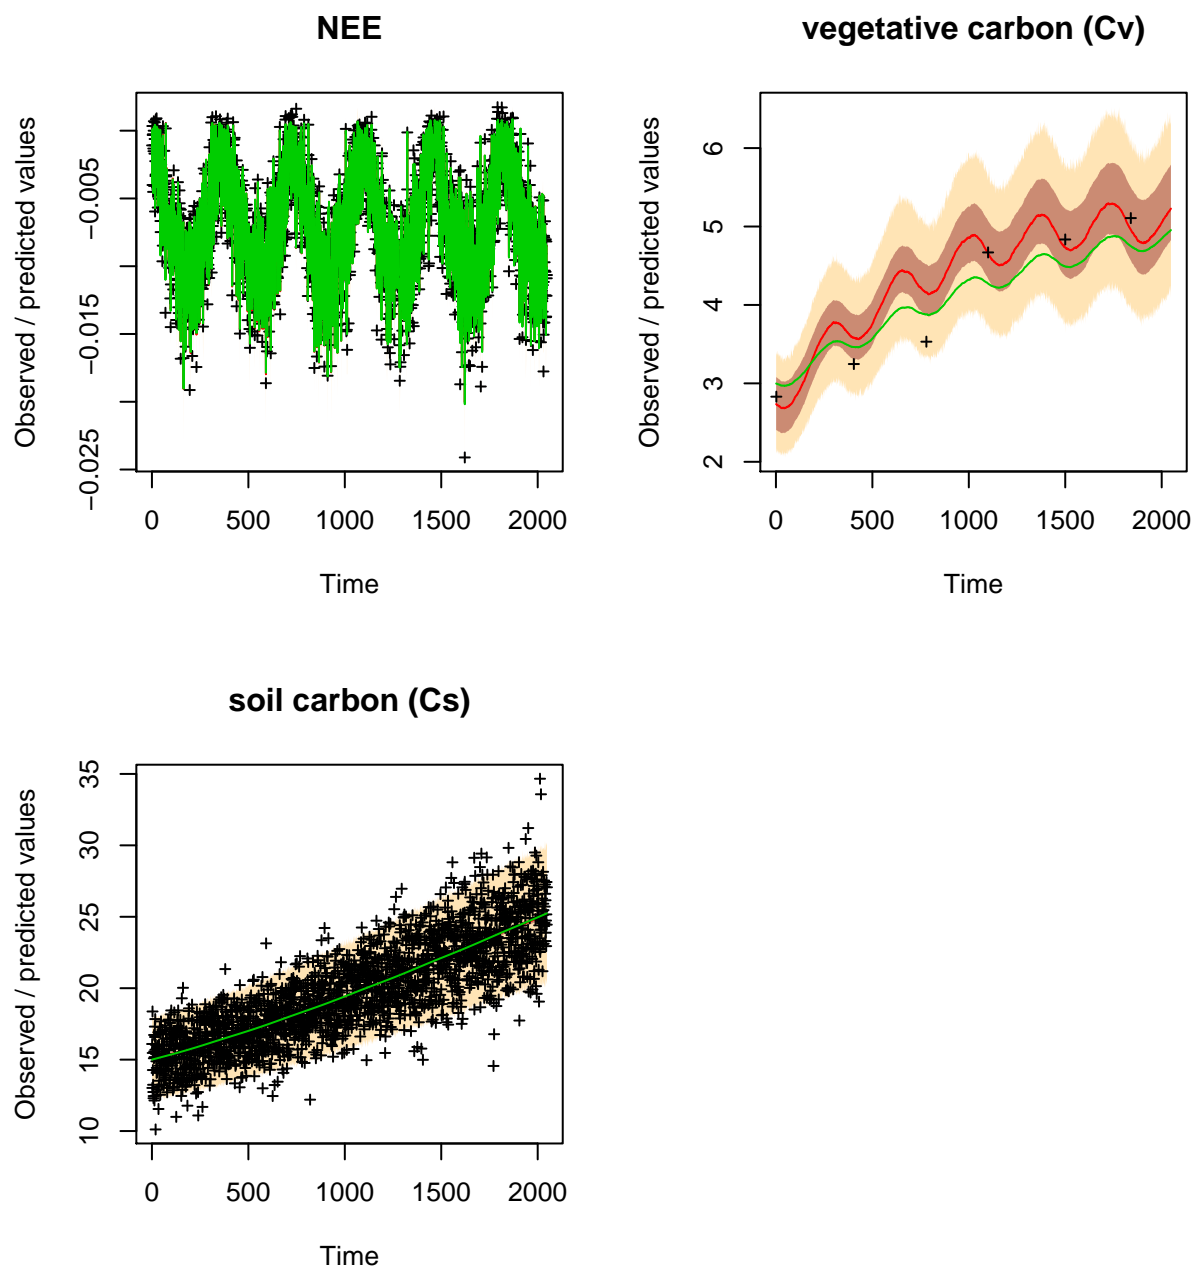 NEE
Observed / predicted values
−0.005
−0.015
−0.025
0 500 1000 1500 2000
Time
vegetative carbon (Cv)
Observed / predicted values
6
5
4
3
2
0 500 1000 1500 2000
Time
soil carbon (Cs)
Observed / predicted values
35
30
25
20
15
10
0 500 1000 1500 2000
Time